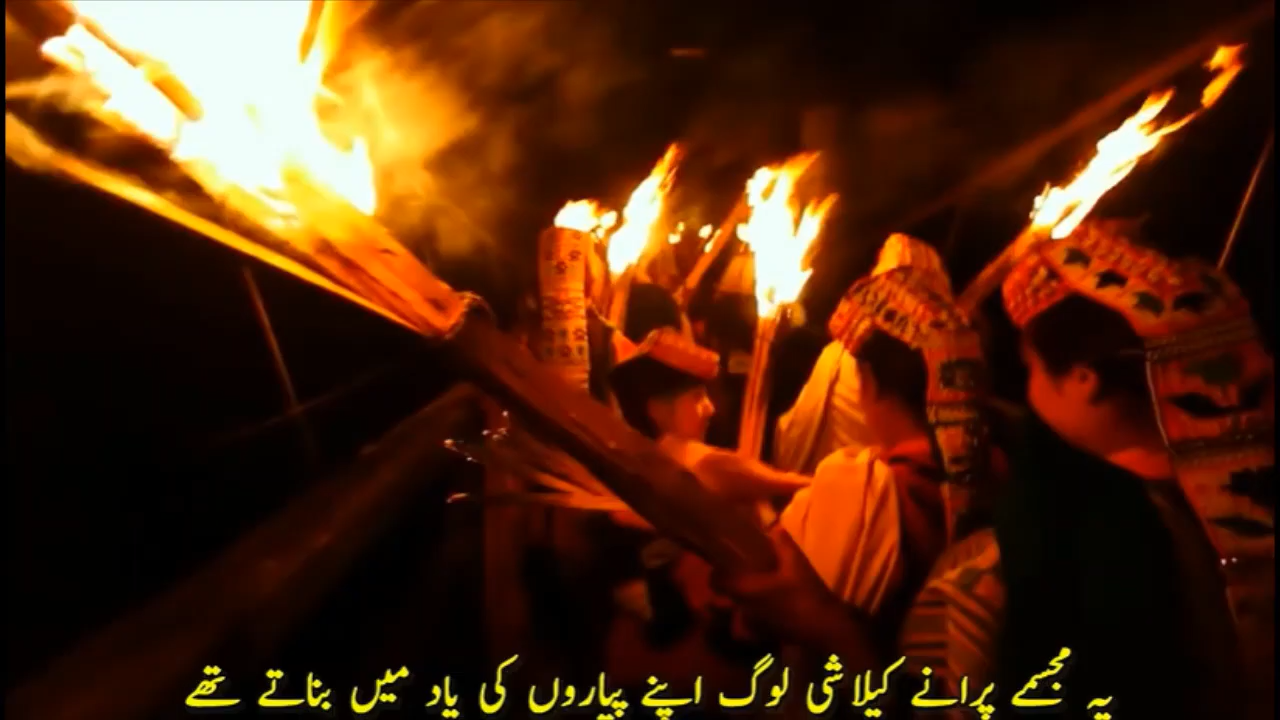 یہ مجسمے پرانے کیلاشی لوگ اپنے پیاروں کی یاد میں بناتے تھے